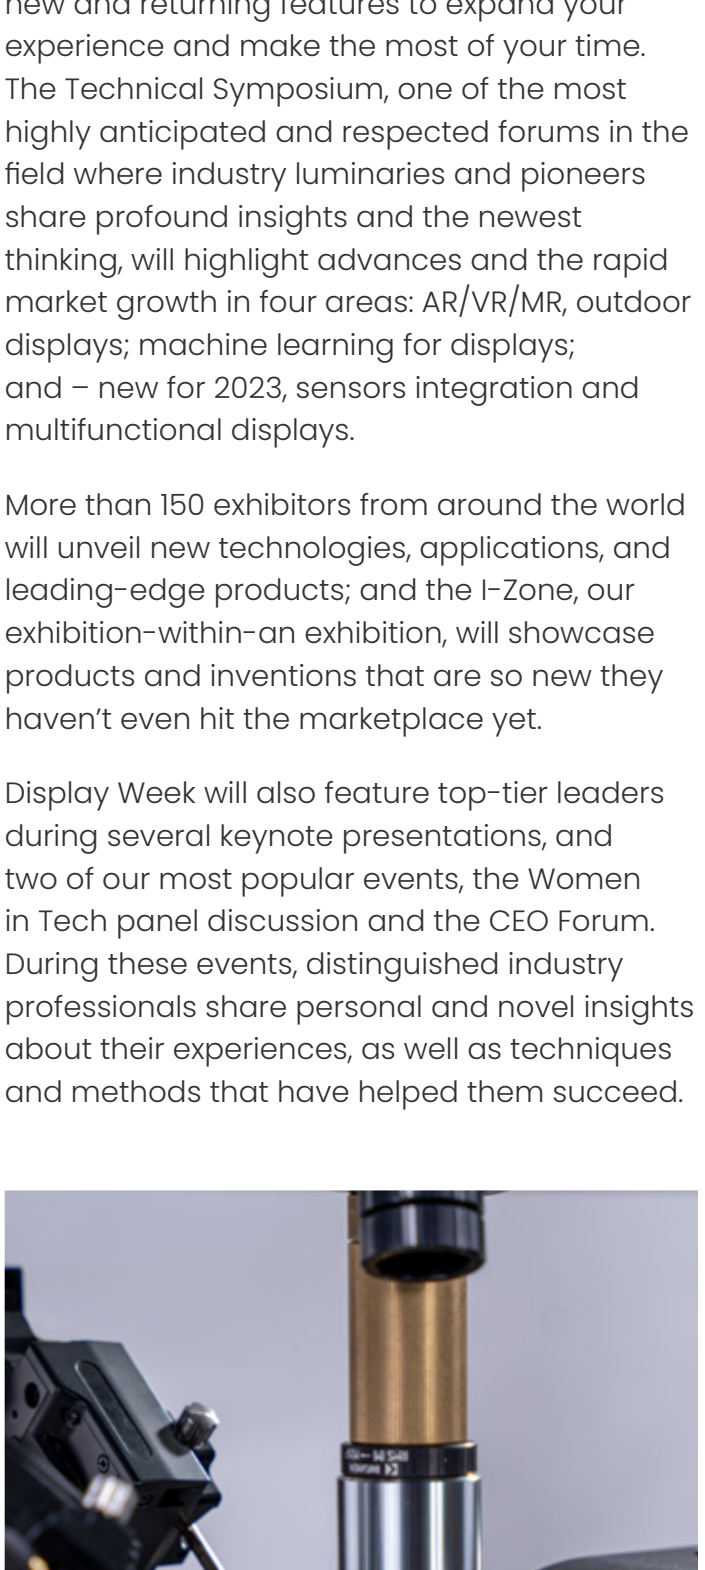 new and returning features to expand your
experience and make the most of your time.
The Technical Symposium, one of the most
highly anticipated and respected forums in the
field where industry luminaries and pioneers
share profound insights and the newest
thinking, will highlight advances and the rapid
market growth in four areas: AR/VR/MR, outdoor
displays; machine learning for displays;
and – new for 2023, sensors integration and
multifunctional displays.
More than 150 exhibitors from around the world
will unveil new technologies, applications, and
leading-edge products; and the I-Zone, our
exhibition-within-an exhibition, will showcase
products and inventions that are so new they
haven’t even hit the marketplace yet.
Display Week will also feature top-tier leaders
during several keynote presentations, and
two of our most popular events, the Women
in Tech panel discussion and the CEO Forum.
During these events, distinguished industry
professionals share personal and novel insights
about their experiences, as well as techniques
and methods that have helped them succeed.